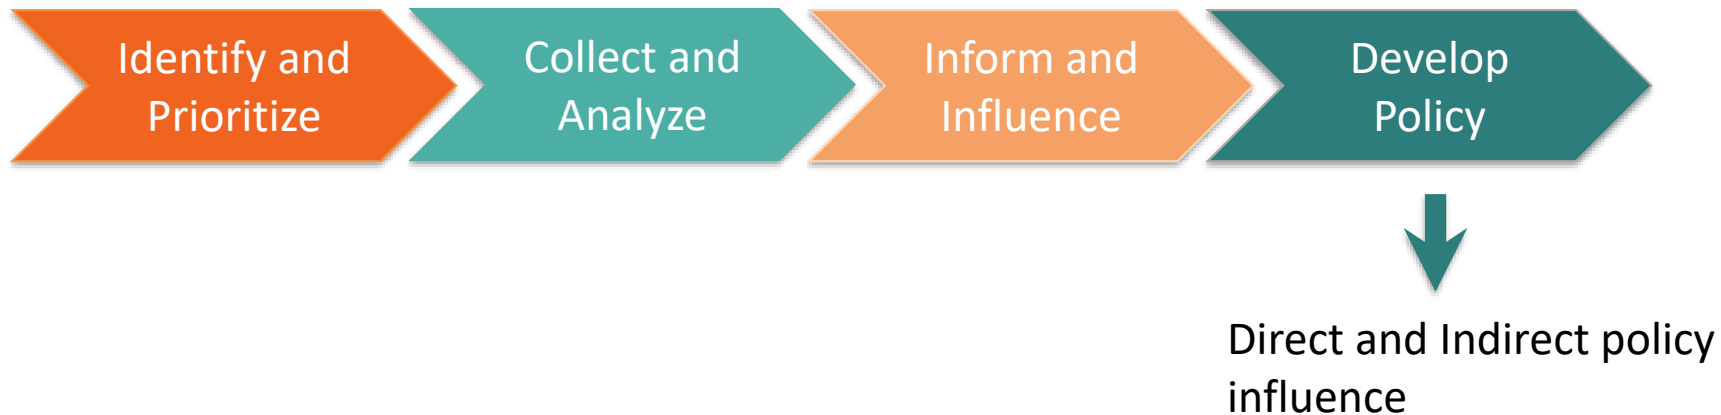 Identify and
Prioritize
Collect and
Analyze
Inform and
Influence
Develop
Policy
Direct and Indirect policy
influence